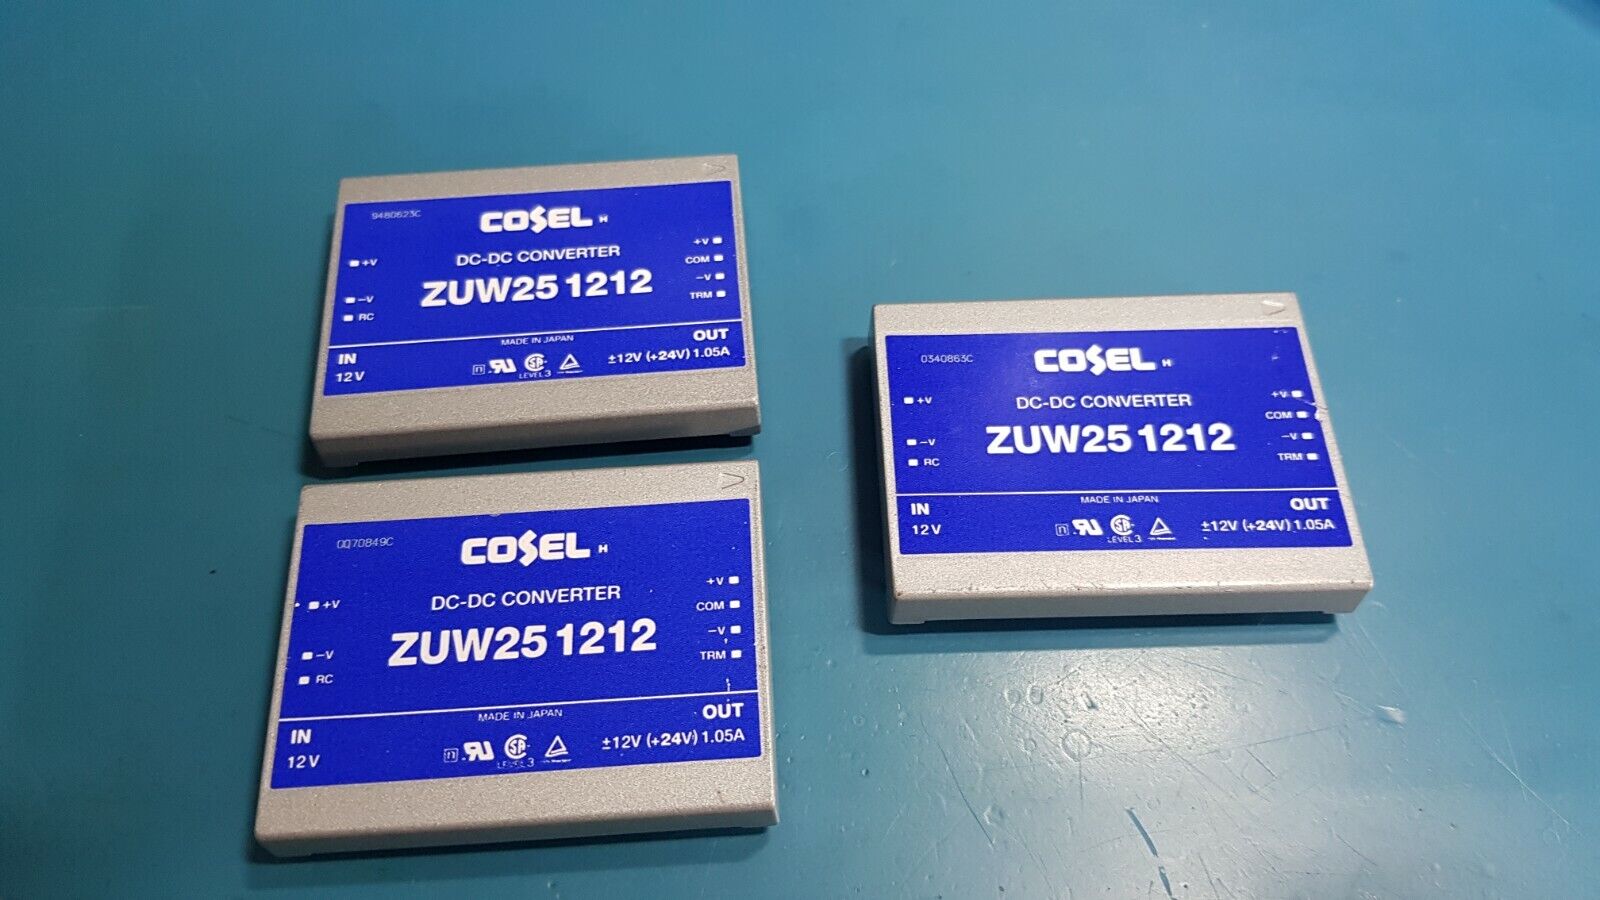 9480623C
COSEL H
DC-DC CONVERTER
ZUW25 1212
+V
-V
RC
+V
COM
-V
TRM
MADE IN JAPAN
IN
12V
OUT
±12V (+24V) 1.05A
LEVEL 3
0Q70849C
COSEL H
DC-DC CONVERTER
ZUW25 1212
+V
-V
RC
+V
COM
-V
TRM
MADE IN JAPAN
IN
12V
OUT
±12V (+24V) 1.05A
LEVEL 3
0340863C
COSEL H
DC-DC CONVERTER
ZUW25 1212
+V
-V
RC
+V
COM
-V
TRM
MADE IN JAPAN
IN
12V
OUT
±12V (+24V) 1.05A
LEVEL 3